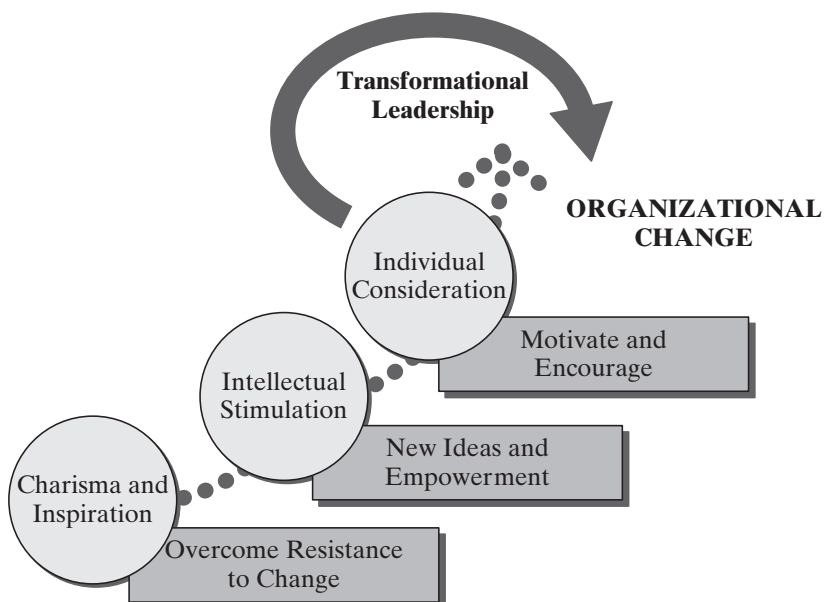 Transformational
Leadership
ORGANIZATIONAL
CHANGE
Individual
Consideration
Motivate and
Encourage
Intellectual
Stimulation
New Ideas and
Empowerment
Charisma and
Inspiration
Overcome Resistance
to Change